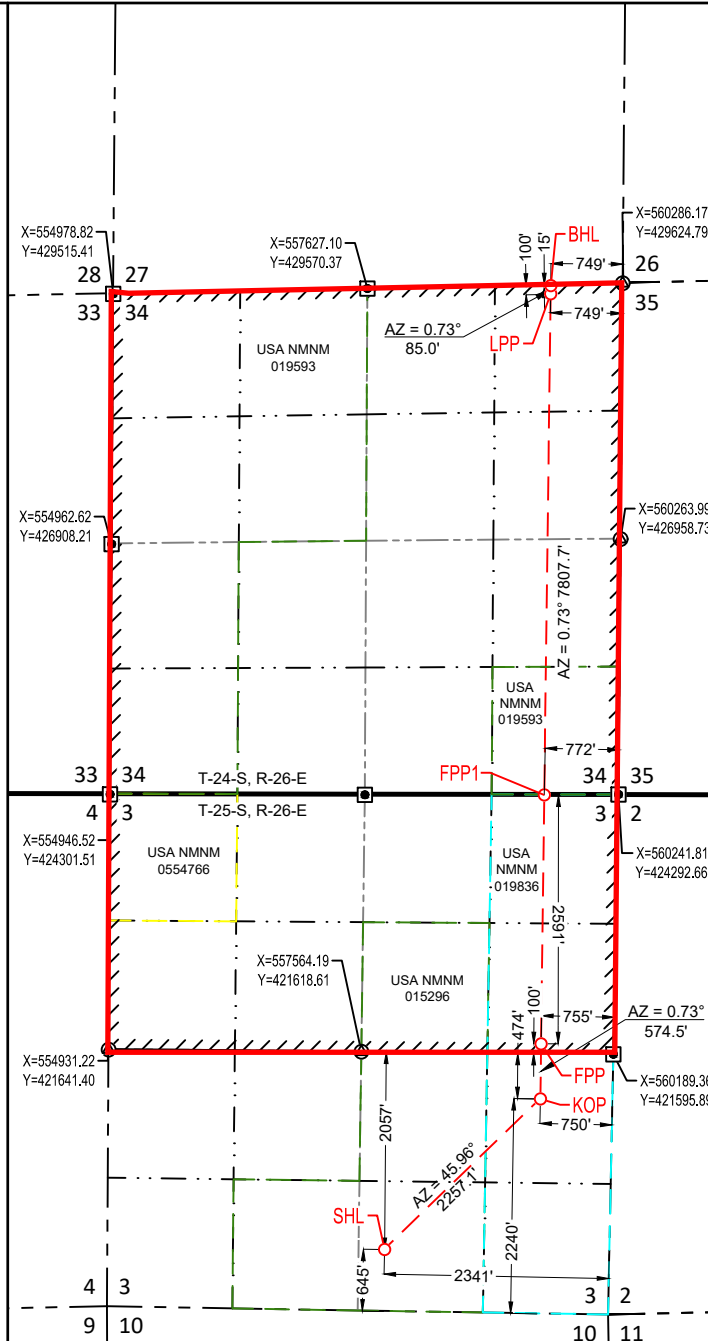 X=554978.82
Y=429515.41
X=557627.10
Y=429570.37
100'
15'
BHL
749'
X=560286.17
Y=429624.79
28 27
33 34
26
35
749'
AZ = 0.73°
85.0'
LPP
USA NMNM
019593
X=554962.62
Y=426908.21
X=560263.99
Y=426958.73
AZ = 0.73° 7807.7'
USA
NMNM
019593
772'
FPP1
33 34
T-24-S, R-26-E
34 35
4 3
T-25-S, R-26-E
3 2
X=554946.52
Y=424301.51
USA NMNM
0554766
USA
NMNM
019836
X=560241.81
Y=424292.66
2591'
X=557564.19
Y=421618.61
USA NMNM
015296
474'
100'
755'
AZ = 0.73°
574.5'
X=554931.22
Y=421641.40
FPP
KOP
X=560189.36
Y=421595.89
750'
2057'
AZ = 45.96°
2257.1'
SHL
2240'
645'
2341'
4 3
9 10
3 2
10 11